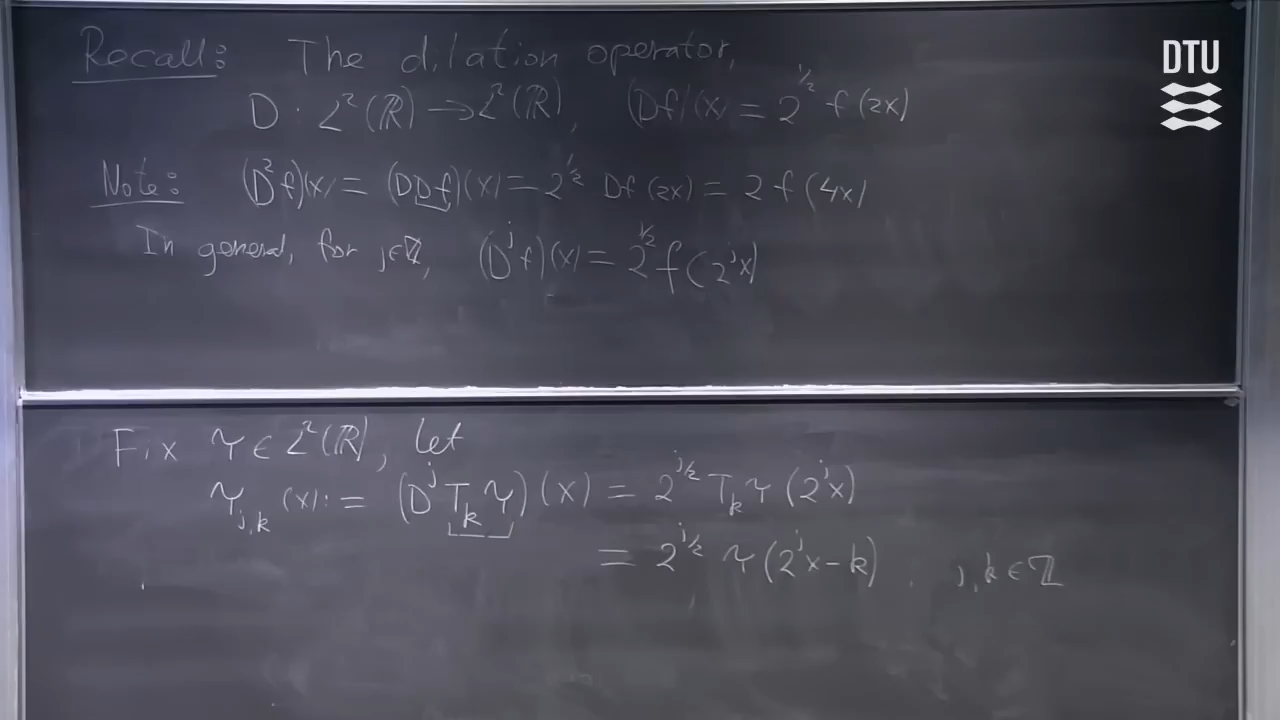 Recall: The dilation operator,
DTU
D : L²(ℝ) → L²(ℝ), (Df)(x) = 2^{1/2} f(2x)
Note: (D²f)(x) = (DDf)(x) = 2^{1/2} Df(2x) = 2 f(4x)
In general, for j∈ℤ, (D^j f)(x) = 2^{1/2} f(2^j x)
Fix ψ ∈ L²(ℝ), let
ψ_{j,k}(x) := (D^j T_k ψ)(x) = 2^{j/2} T_k ψ(2^j x)
= 2^{j/2} ψ(2^j x - k). j,k ∈ ℤ